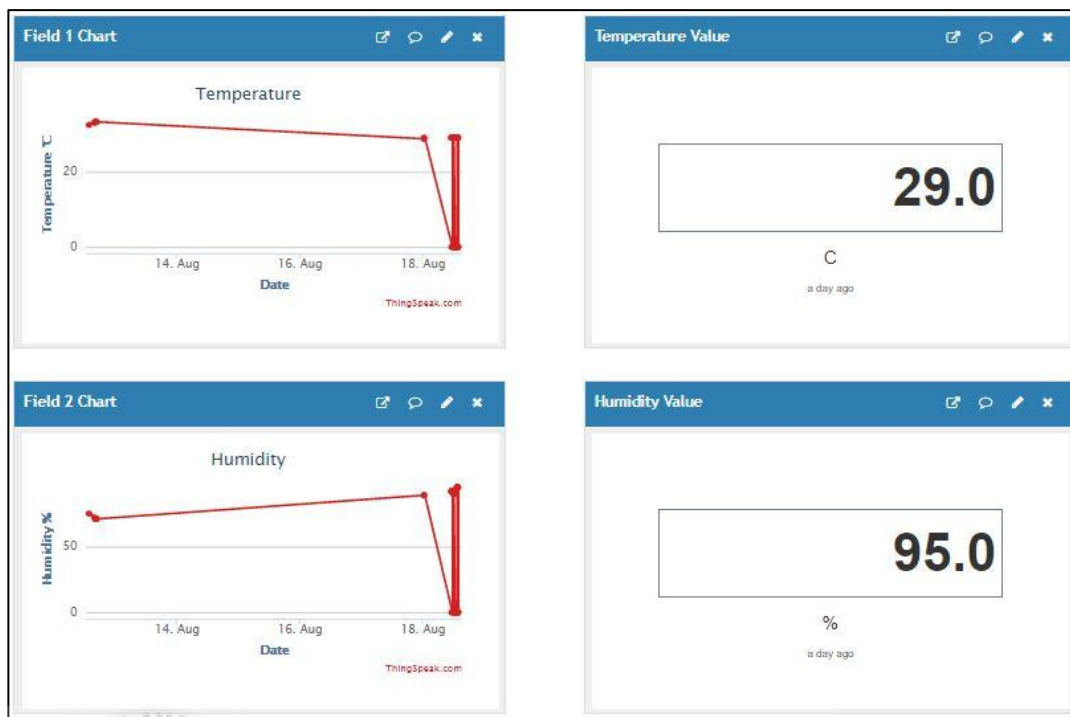 Field 1 Chart
Temperature
Temperature ℃
20
0
14. Aug
16. Aug
18. Aug
Date
ThingSpeak.com
Temperature Value
29.0
C
a day ago
Field 2 Chart
Humidity
Humidity %
50
0
14. Aug
16. Aug
18. Aug
Date
ThingSpeak.com
Humidity Value
95.0
%
a day ago